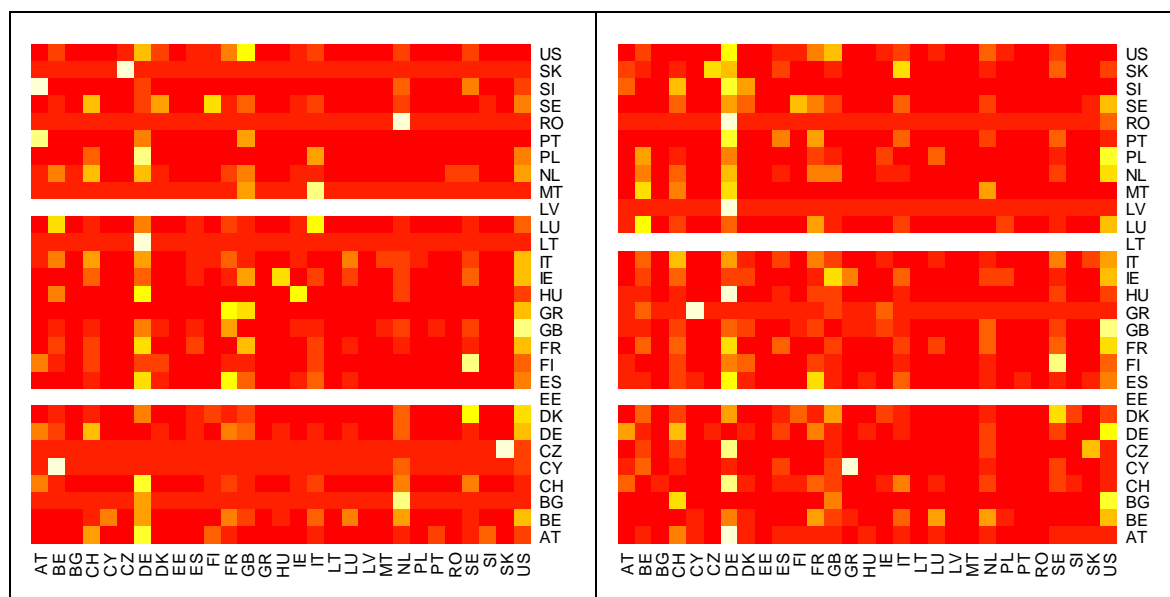 US
SK
SI
SE
RO
PT
PL
NL
MT
LV
LU
LT
IT
IE
HU
GR
GB
FR
FI
ES
EE
DK
DE
CZ
CY
CH
BG
BE
AT
AT BE BG CH CY CZ DE DK EE ES FI FR GB GR HU IE IT LT LU LV MT NL PL PT RO SE SI SK US
US
SK
SI
SE
RO
PT
PL
NL
MT
LV
LU
LT
IT
IE
HU
GR
GB
FR
FI
ES
EE
DK
DE
CZ
CY
CH
BG
BE
AT
AT BE BG CH CY CZ DE DK EE ES FI FR GB GR HU IE IT LT LU LV MT NL PL PT RO SE SI SK US